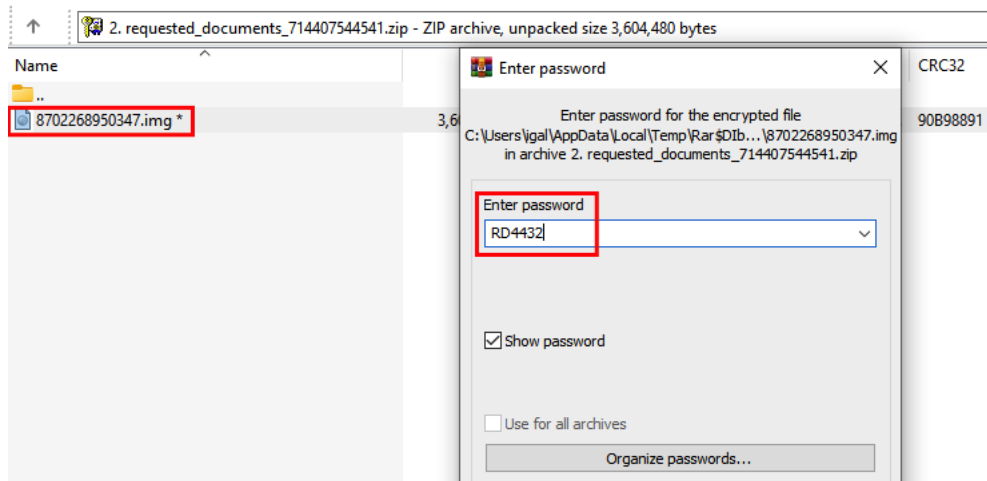 2. requested_documents_714407544541.zip - ZIP archive, unpacked size 3,604,480 bytes
Name
CRC32
..
8702268950347.img *
3,60
90B98891
Enter password
Enter password for the encrypted file
C:\Users\igal\AppData\Local\Temp\Rar$DIb...\8702268950347.img
in archive 2. requested_documents_714407544541.zip
Enter password
RD4432
Show password
Use for all archives
Organize passwords...